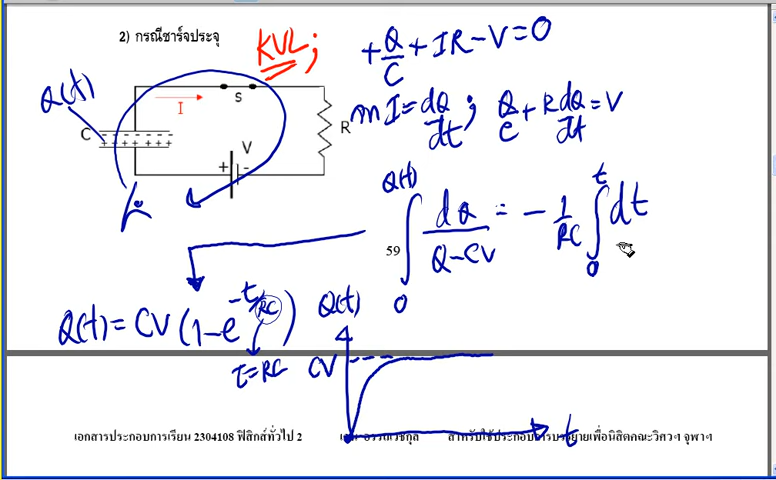 2) กรณีชาร์จประจุ
KVL;
+Q/C + IR - V = 0
Q(t)
I
S
C
R
V
+ -
หา I = dQ/dt ; Q/C + R dQ/dt = V
∫₀^Q(t) dQ/(Q-CV) = - 1/RC ∫₀^t dt
59
Q(t) = CV (1-e^(-t/RC))
τ=RC
Q(t)
CV
t
เอกสารประกอบการเรียน 2304108 ฟิสิกส์ทั่วไป 2
สำหรับใช้ประกอบการบรรยายเพื่อนิสิตคณะวิศวฯ จุฬาฯ